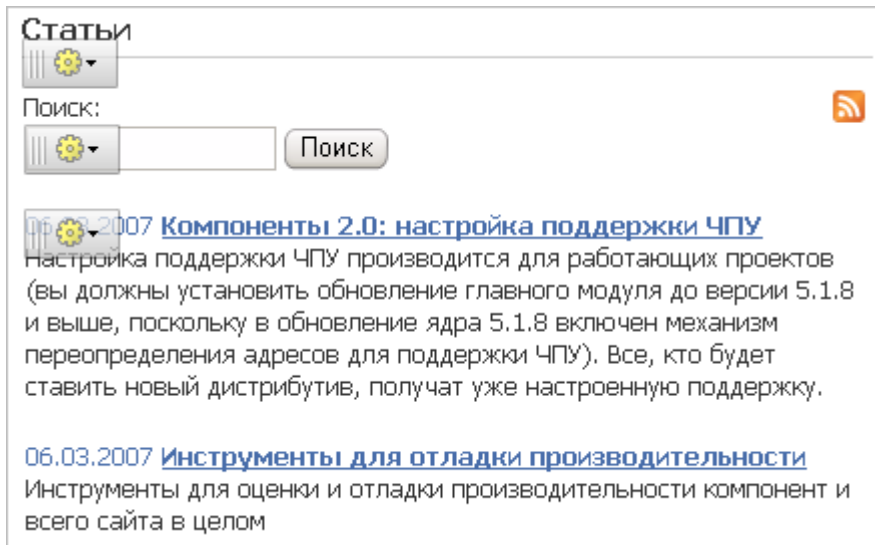 Статьи
Поиск:
Поиск
06.03.2007 Компоненты 2.0: настройка поддержки ЧПУ
Настройка поддержки ЧПУ производится для работающих проектов
(вы должны установить обновление главного модуля до версии 5.1.8
и выше, поскольку в обновление ядра 5.1.8 включен механизм
переопределения адресов для поддержки ЧПУ). Все, кто будет
ставить новый дистрибутив, получат уже настроенную поддержку.
06.03.2007 Инструменты для отладки производительности
Инструменты для оценки и отладки производительности компонент и
всего сайта в целом